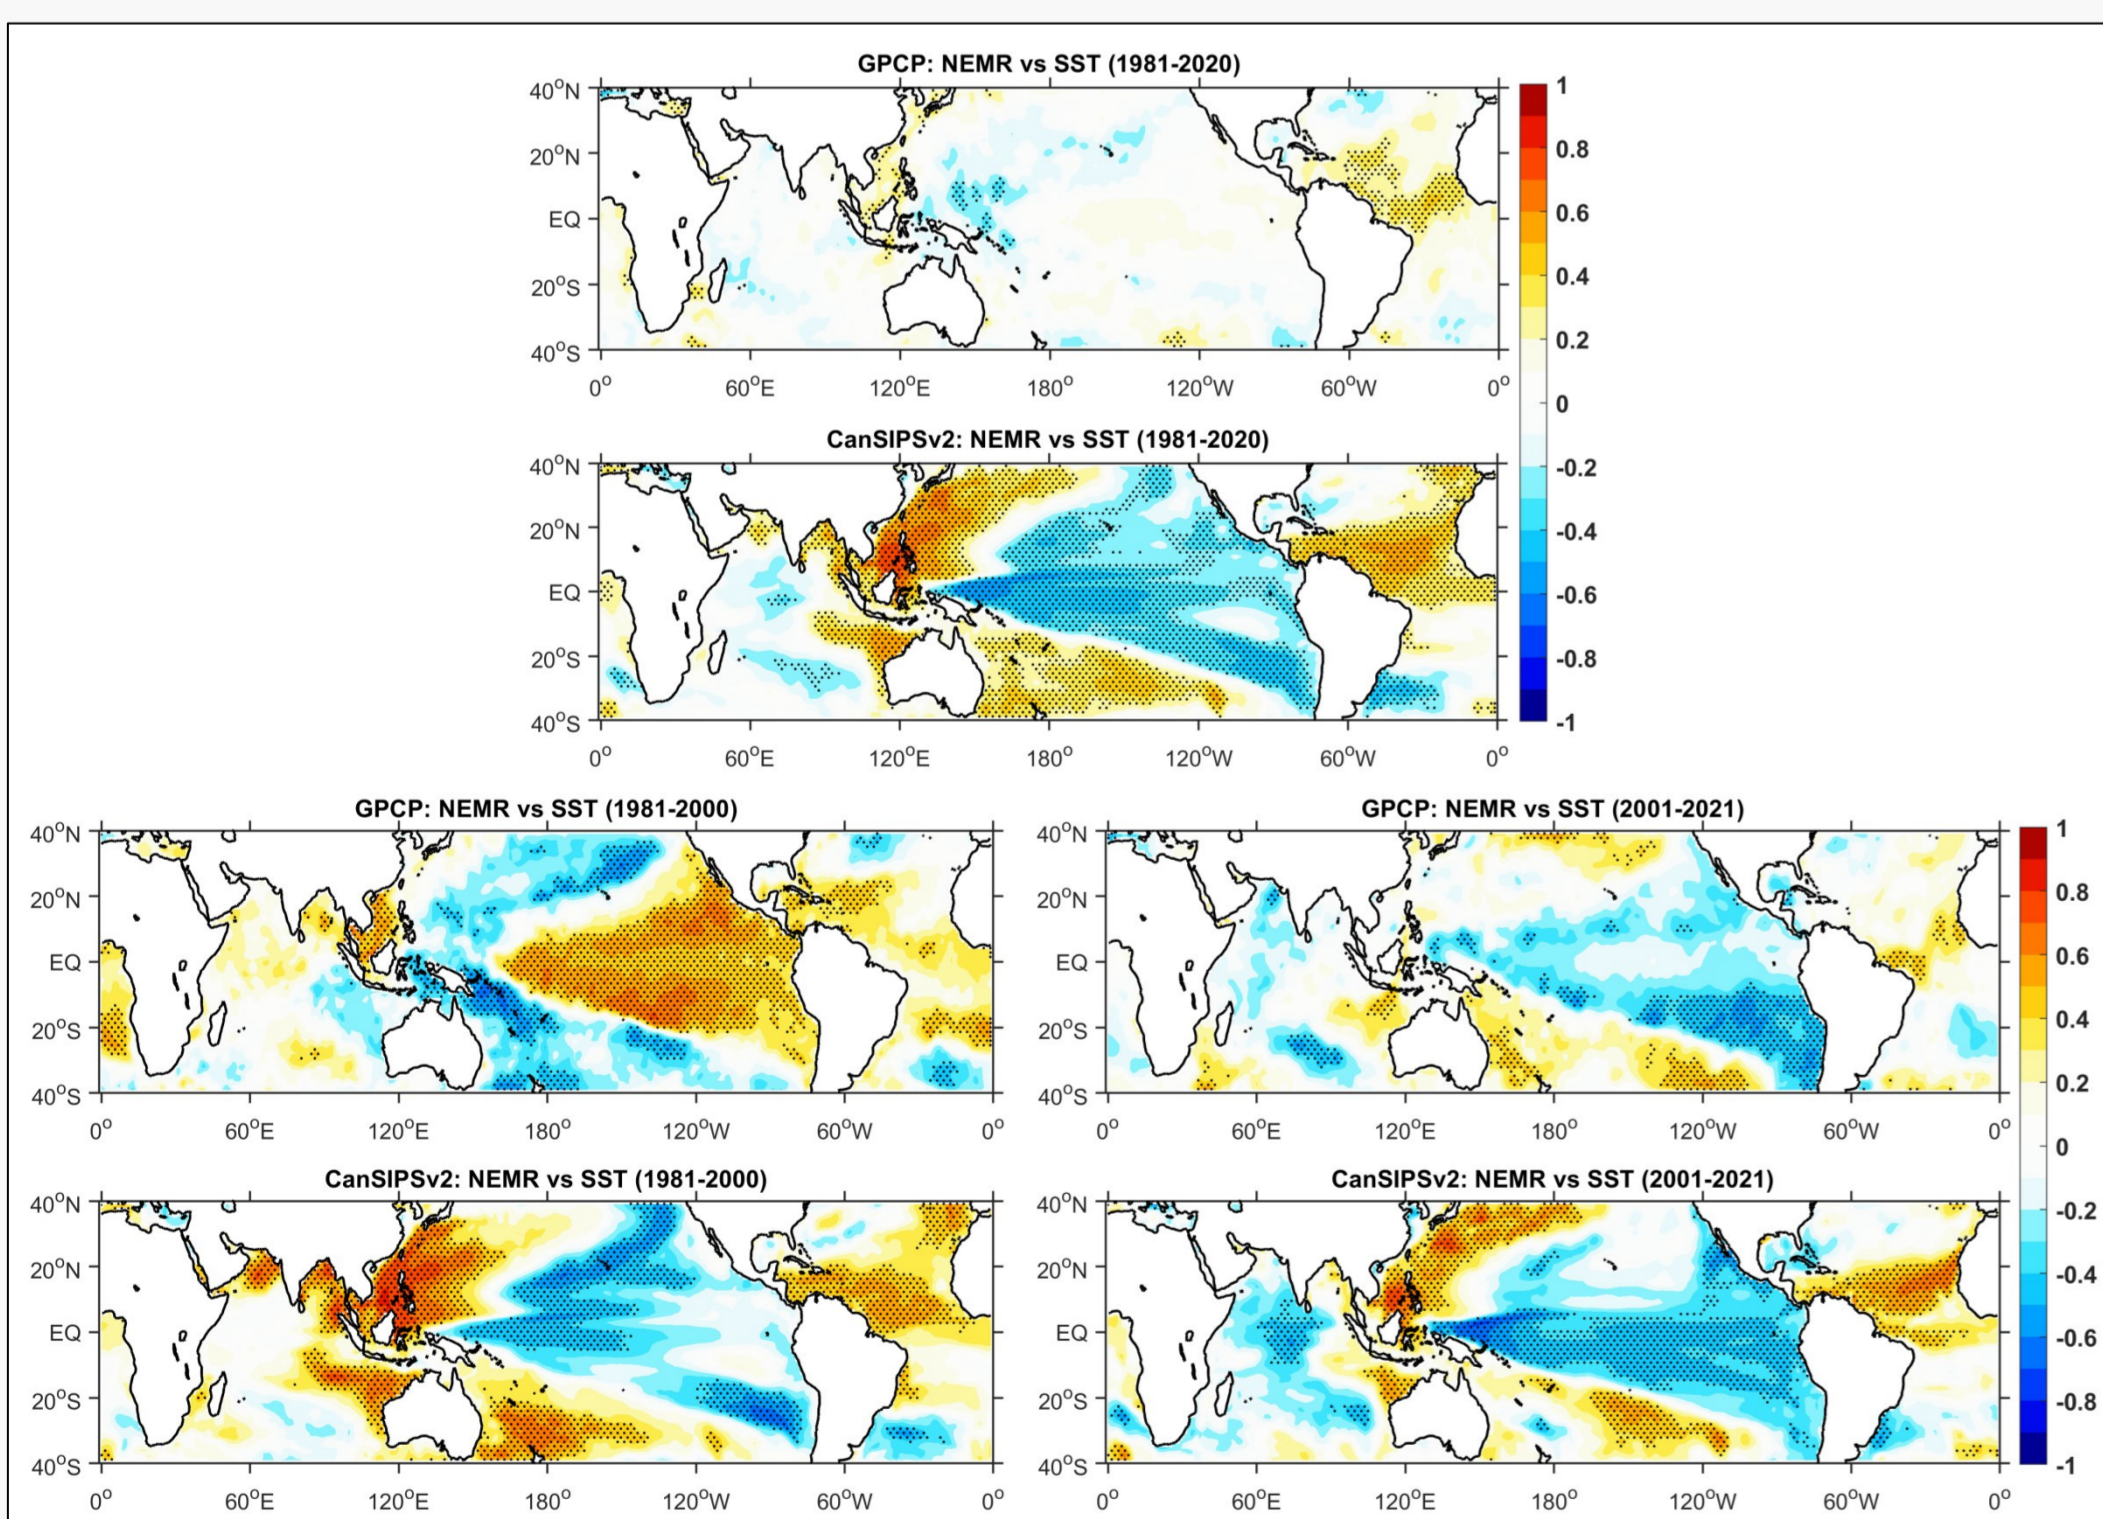 GPCP: NEMR vs SST (1981-2020)
40°N
20°N
EQ
20°S
40°S
0° 60°E 120°E 180° 120°W 60°W 0°
CanSIPSv2: NEMR vs SST (1981-2020)
40°N
20°N
EQ
20°S
40°S
0° 60°E 120°E 180° 120°W 60°W 0°
1
0.8
0.6
0.4
0.2
0
-0.2
-0.4
-0.6
-0.8
-1
GPCP: NEMR vs SST (1981-2000)
40°N
20°N
EQ
20°S
40°S
0° 60°E 120°E 180° 120°W 60°W 0°
GPCP: NEMR vs SST (2001-2021)
40°N
20°N
EQ
20°S
40°S
0° 60°E 120°E 180° 120°W 60°W 0°
CanSIPSv2: NEMR vs SST (1981-2000)
40°N
20°N
EQ
20°S
40°S
0° 60°E 120°E 180° 120°W 60°W 0°
CanSIPSv2: NEMR vs SST (2001-2021)
40°N
20°N
EQ
20°S
40°S
0° 60°E 120°E 180° 120°W 60°W 0°
1
0.8
0.6
0.4
0.2
0
-0.2
-0.4
-0.6
-0.8
-1